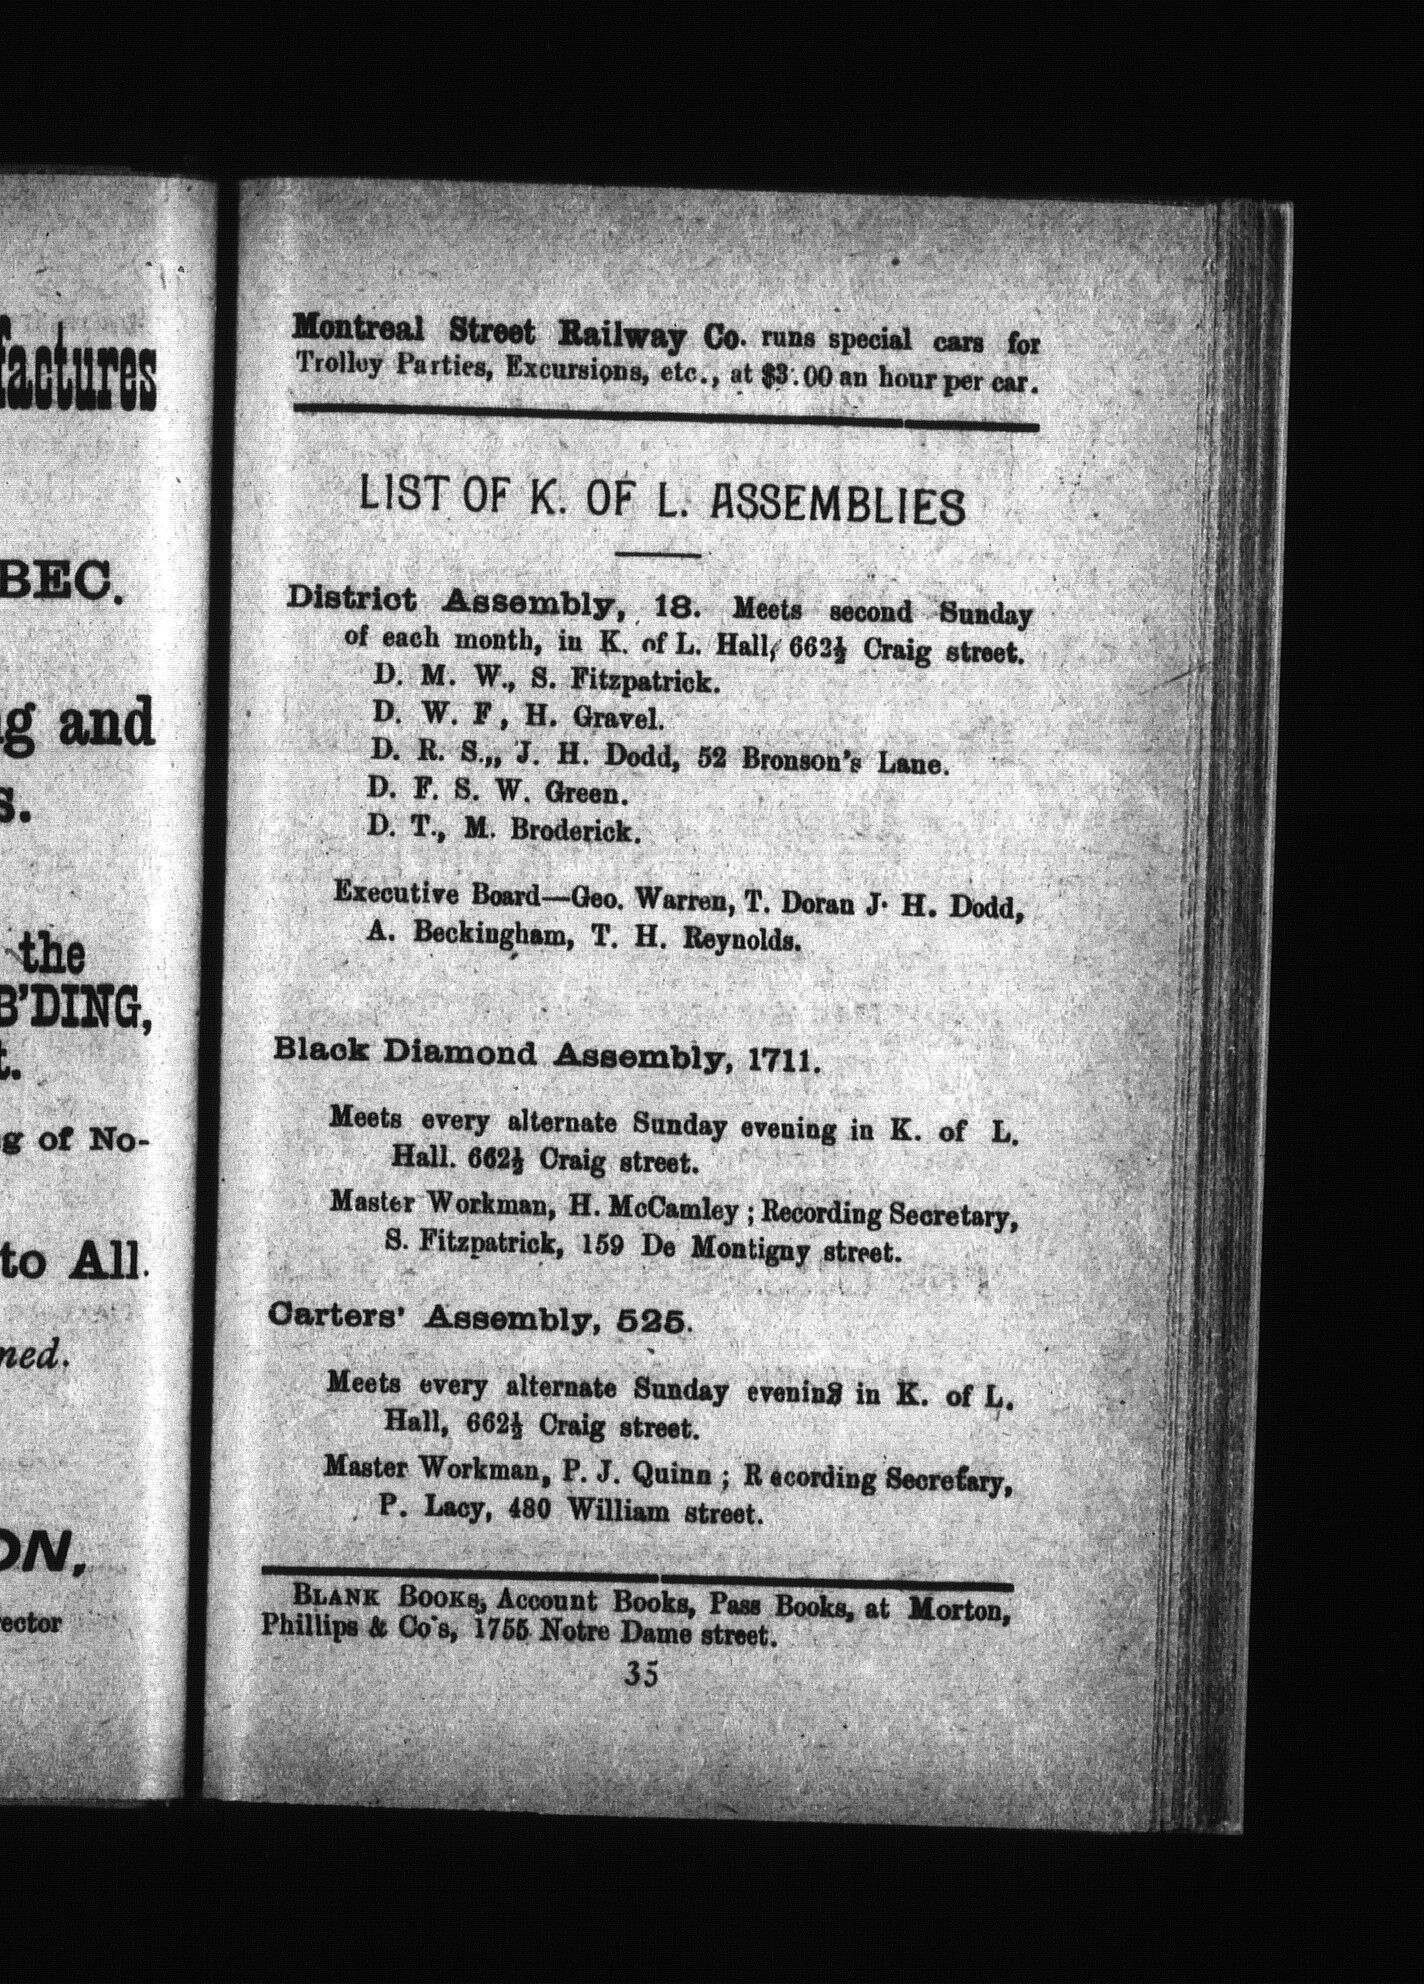 Montreal Street Railway Co. runs special cars for
Trolley Parties, Excursions, etc., at $3.00 an hour per car.
LIST OF K. OF L. ASSEMBLIES
District Assembly, 18. Meets second Sunday
of each month, in K. of L. Hall, 662½ Craig street.
D. M. W., S. Fitzpatrick.
D. W. F, H. Gravel.
D. R. S.,, J. H. Dodd, 52 Bronson's Lane.
D. F. S. W. Green.
D. T., M. Broderick.
Executive Board—Geo. Warren, T. Doran J. H. Dodd,
A. Beckingham, T. H. Reynolds.
Black Diamond Assembly, 1711.
Meets every alternate Sunday evening in K. of L.
Hall. 662½ Craig street.
Master Workman, H. McCamley ; Recording Secretary,
S. Fitzpatrick, 159 De Montigny street.
Carters' Assembly, 525.
Meets every alternate Sunday evening in K. of L.
Hall, 662½ Craig street.
Master Workman, P. J. Quinn ; Recording Secretary,
P. Lacy, 480 William street.
BLANK BOOKS, Account Books, Pass Books, at Morton,
Phillips & Co's, 1755 Notre Dame street.
35
factures
BEC.
g and
s.
the
B'DING,
t.
g of No-
to All.
ned.
ON,
rector